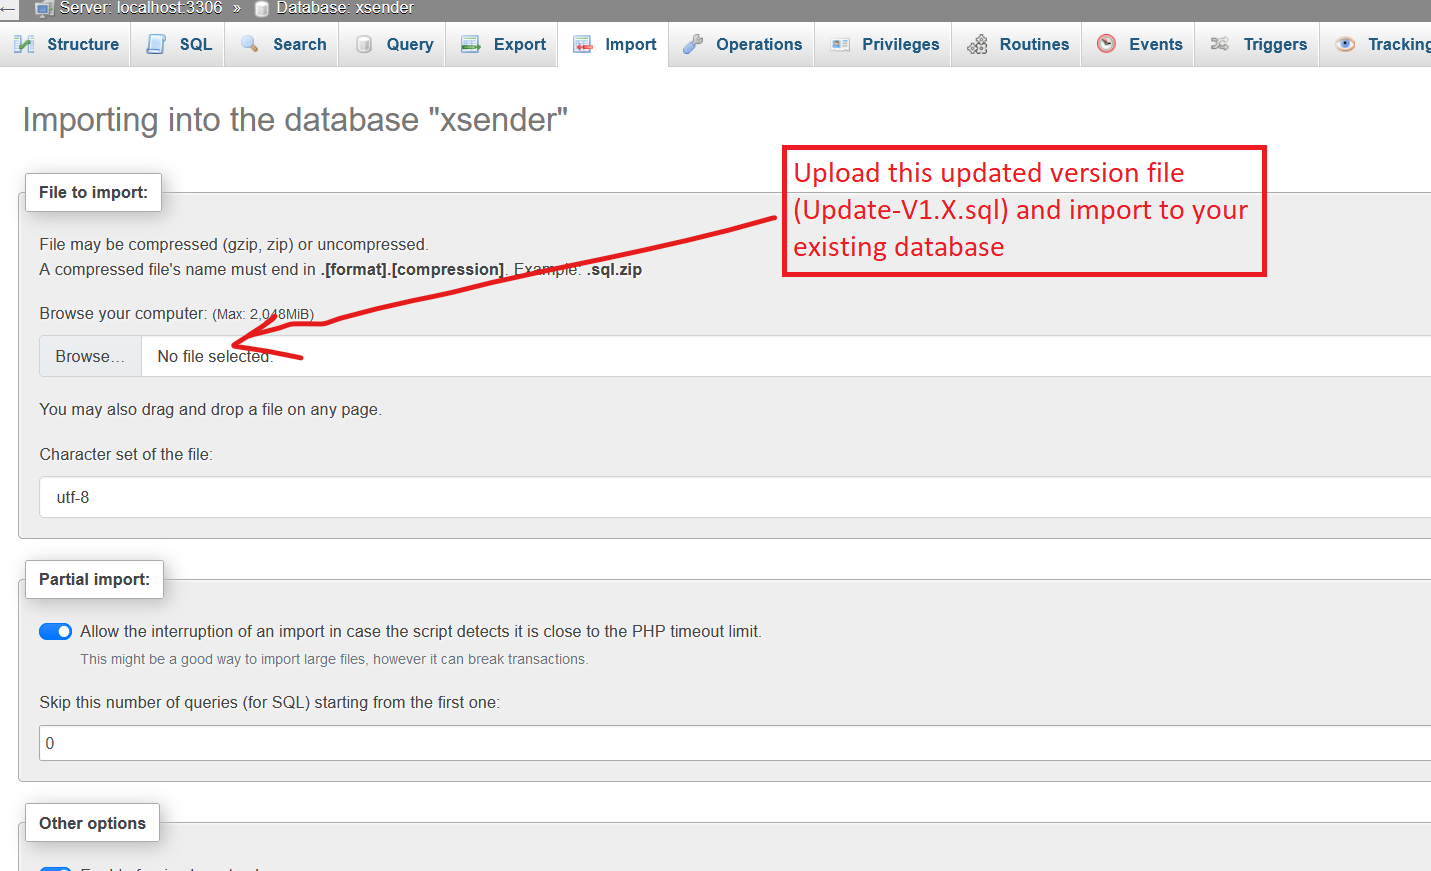 Server: localhost:3306 » Database: xsender
Structure SQL Search Query Export Import Operations Privileges Routines Events Triggers Tracking
Importing into the database "xsender"
Upload this updated version file
(Update-V1.X.sql) and import to your
existing database
File to import:
File may be compressed (gzip, zip) or uncompressed.
A compressed file's name must end in .[format].[compression]. Example: .sql.zip
Browse your computer: (Max: 2,048MiB)
Browse... No file selected.
You may also drag and drop a file on any page.
Character set of the file:
utf-8
Partial import:
Allow the interruption of an import in case the script detects it is close to the PHP timeout limit.
This might be a good way to import large files, however it can break transactions.
Skip this number of queries (for SQL) starting from the first one:
0
Other options